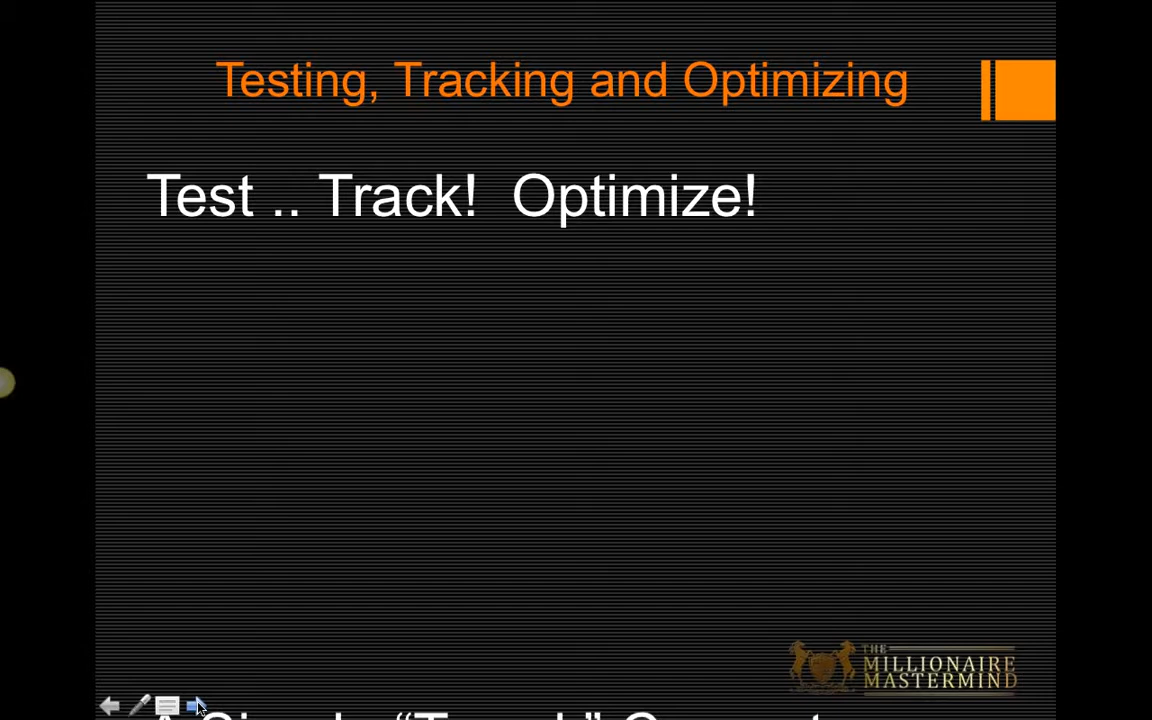 Testing, Tracking and Optimizing
Test .. Track!  Optimize!
THE
MILLIONAIRE
MASTERMIND
A